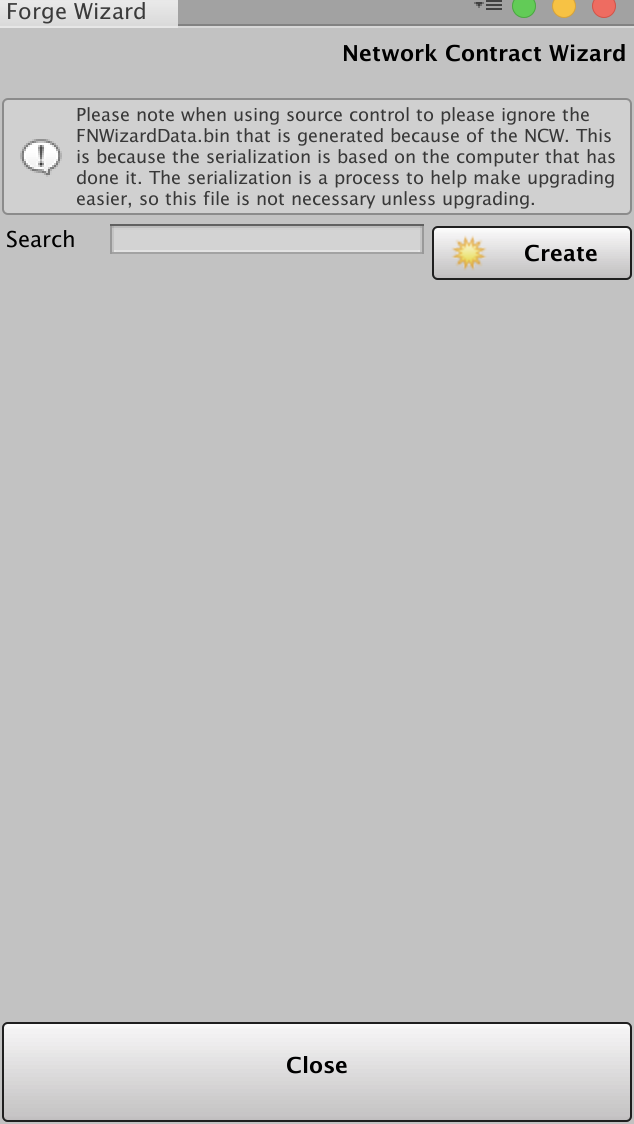 Forge Wizard
Network Contract Wizard
Please note when using source control to please ignore the
FNWizardData.bin that is generated because of the NCW. This
is because the serialization is based on the computer that has
done it. The serialization is a process to help make upgrading
easier, so this file is not necessary unless upgrading.
Search
Create
Close